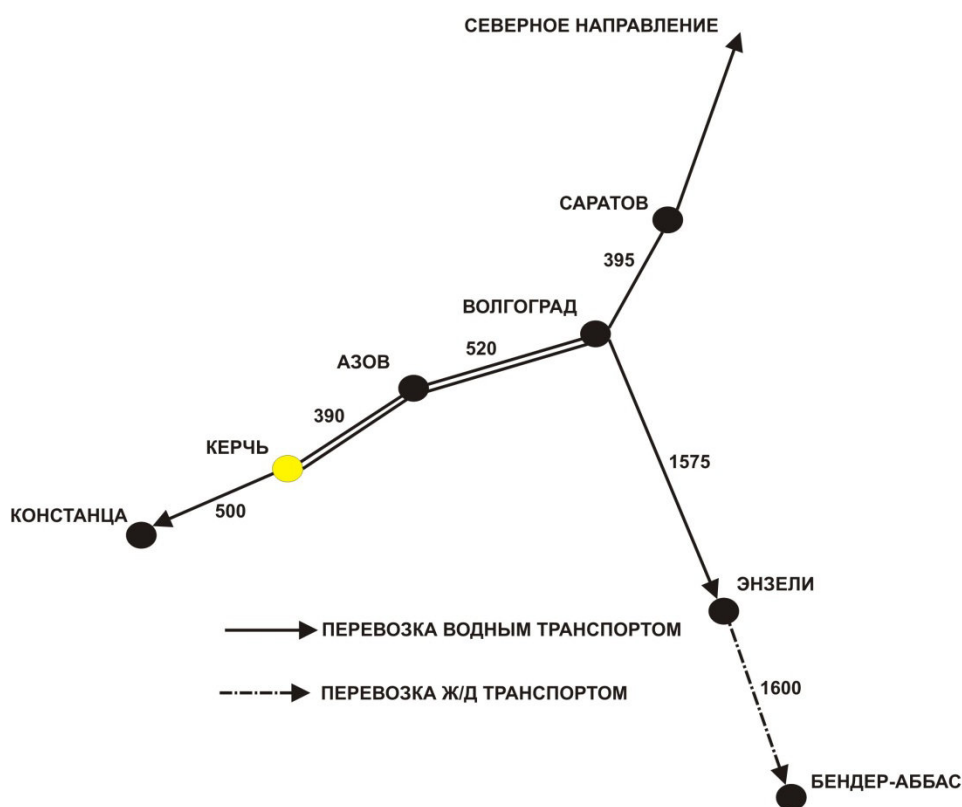 СЕВЕРНОЕ НАПРАВЛЕНИЕ
САРАТОВ
395
ВОЛГОГРАД
520
АЗОВ
390
КЕРЧЬ
1575
КОНСТАНЦА
500
ЭНЗЕЛИ
ПЕРЕВОЗКА ВОДНЫМ ТРАНСПОРТОМ
1600
ПЕРЕВОЗКА Ж/Д ТРАНСПОРТОМ
БЕНДЕР-АББАС